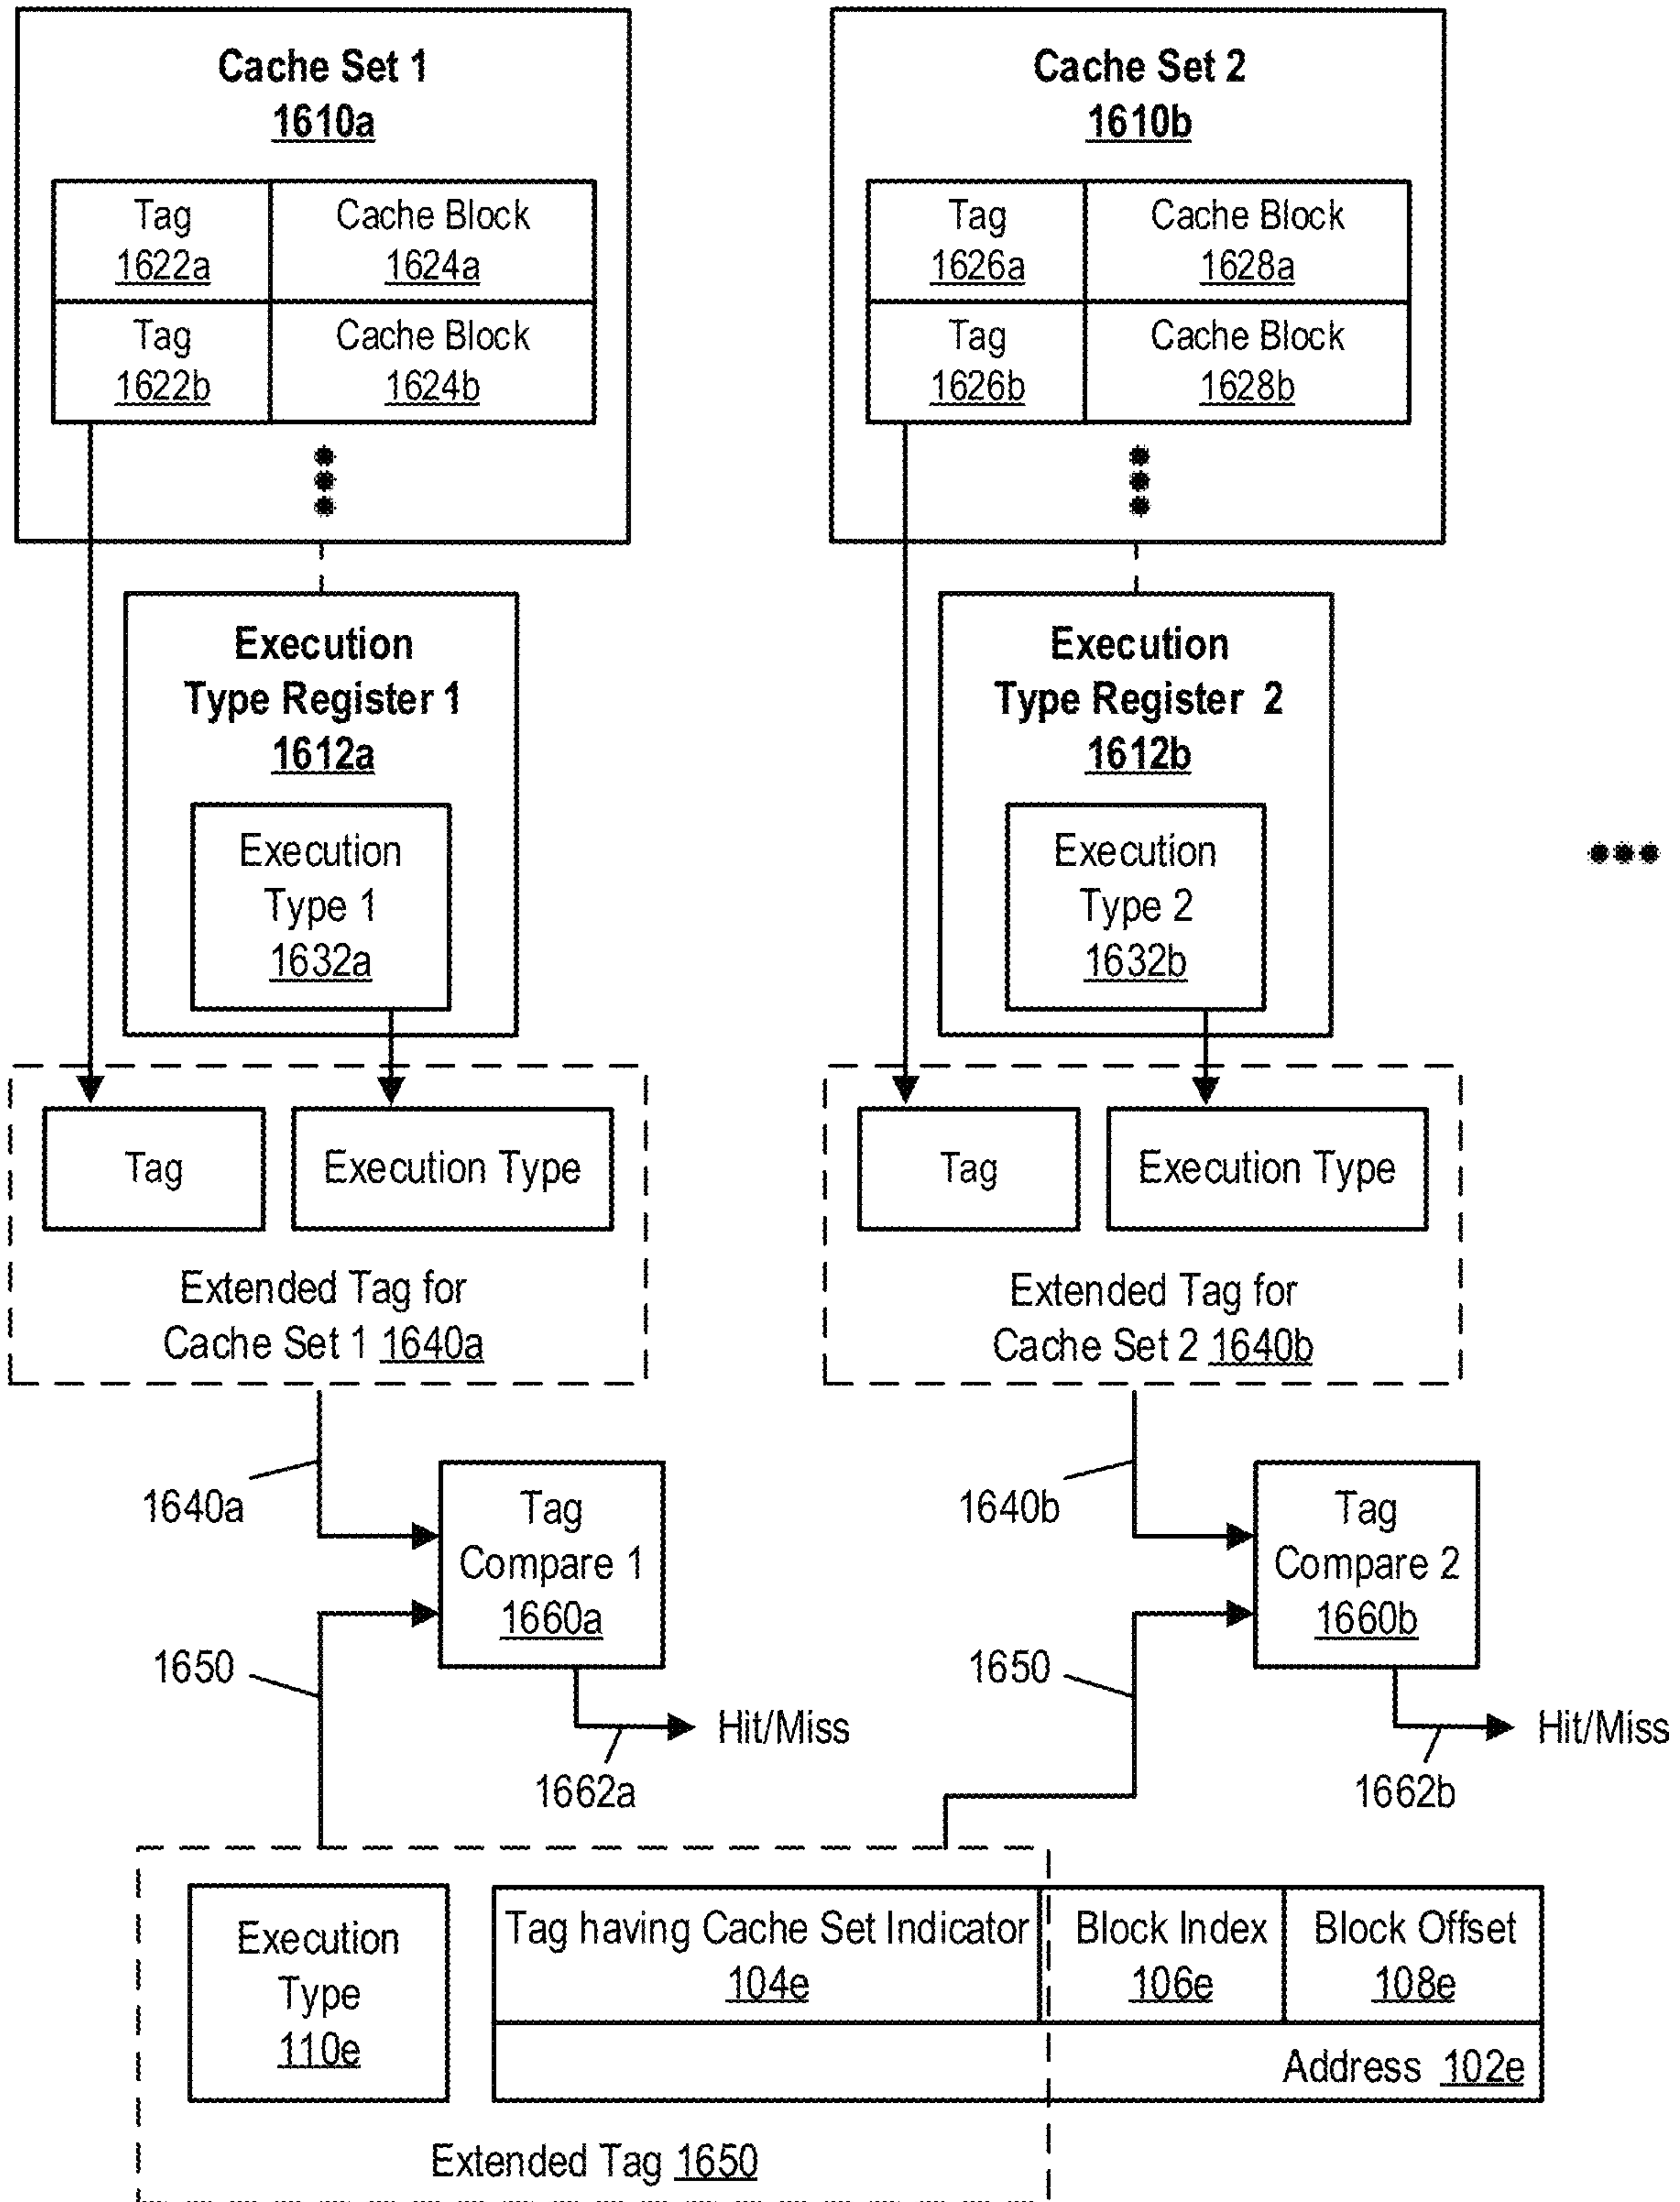 Cache Set 1
1610a
Tag
1622a
Cache Block
1624a
Tag
1622b
Cache Block
1624b
Cache Set 2
1610b
Tag
1626a
Cache Block
1628a
Tag
1626b
Cache Block
1628b
Execution
Type Register 1
1612a
Execution
Type 1
1632a
Execution
Type Register 2
1612b
Execution
Type 2
1632b
Tag
Execution Type
Extended Tag for
Cache Set 1 1640a
Tag
Execution Type
Extended Tag for
Cache Set 2 1640b
1640a
Tag
Compare 1
1660a
1650
Hit/Miss
1662a
1640b
Tag
Compare 2
1660b
1650
Hit/Miss
1662b
Execution
Type
110e
Tag having Cache Set Indicator
104e
Block Index
106e
Block Offset
108e
Address 102e
Extended Tag 1650